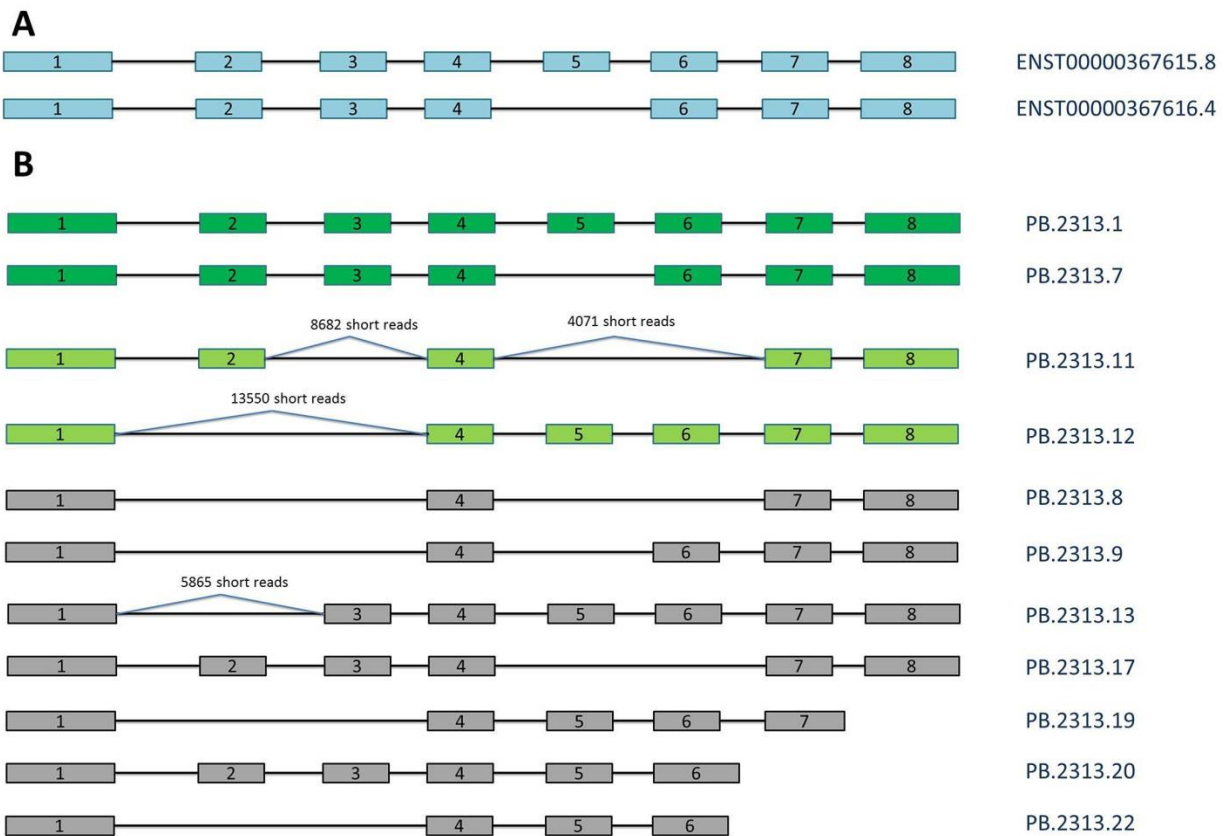 A
1 2 3 4 5 6 7 8 ENST00000367615.8
1 2 3 4 6 7 8 ENST00000367616.4
B
1 2 3 4 5 6 7 8 PB.2313.1
1 2 3 4 6 7 8 PB.2313.7
8682 short reads 4071 short reads
1 2 4 7 8 PB.2313.11
13550 short reads
1 4 5 6 7 8 PB.2313.12
1 4 7 8 PB.2313.8
1 4 6 7 8 PB.2313.9
5865 short reads
1 3 4 5 6 7 8 PB.2313.13
1 2 3 4 7 8 PB.2313.17
1 4 5 6 7 PB.2313.19
1 2 3 4 5 6 PB.2313.20
1 4 5 6 PB.2313.22